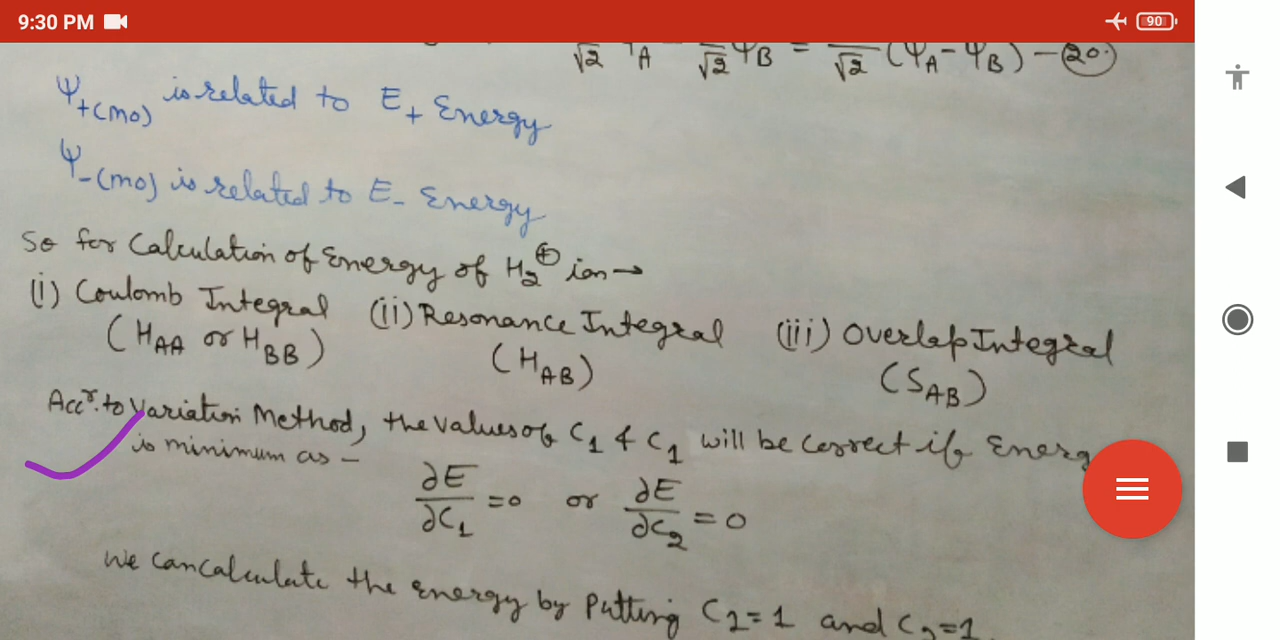 9:30 PM 90
√2 ΨA - 1/√2 ΨB = 1/√2 (ΨA - ΨB) - 20.
Ψ+(MO) is related to E+ Energy
Ψ-(MO) is related to E- Energy
So for Calculation of Energy of H2⊕ ion →
(i) Coulomb Integral (ii) Resonance Integral (iii) Overlap Integral
(HAA or HBB) (HAB) (SAB)
Accr. to Variation Method, the values of C1 & C1 will be correct if Energ
is minimum as -
∂E/∂C1 = 0 or ∂E/∂C2 = 0
We can calculate the energy by Putting C2 = 1 and C2 = 1.